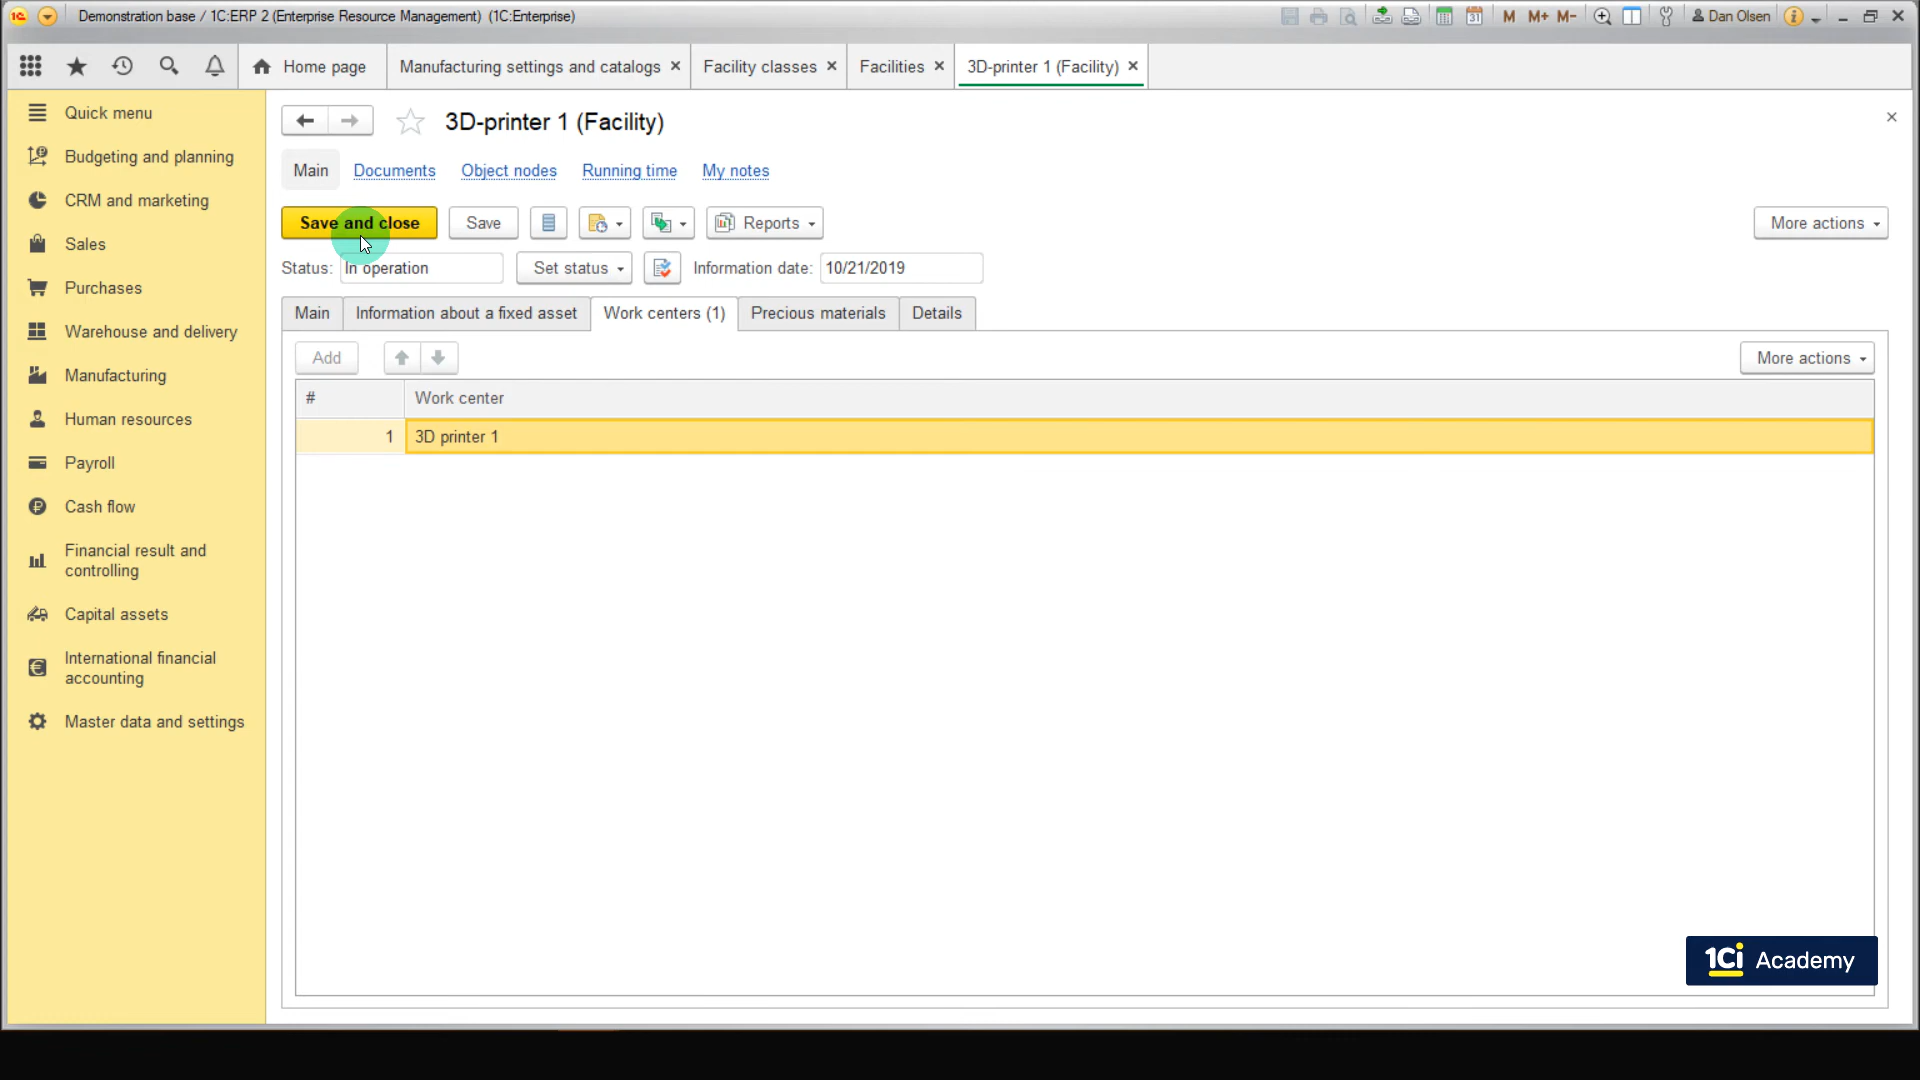 Demonstration base / 1C:ERP 2 (Enterprise Resource Management) (1C:Enterprise)
31 M M+ M- Dan Olsen
Home page
Manufacturing settings and catalogs
Facility classes
Facilities
3D-printer 1 (Facility)
Quick menu
Budgeting and planning
CRM and marketing
Sales
Purchases
Warehouse and delivery
Manufacturing
Human resources
Payroll
Cash flow
Financial result and
controlling
Capital assets
International financial
accounting
Master data and settings
3D-printer 1 (Facility)
Main Documents Object nodes Running time My notes
Save and close Save Reports More actions
Status: In operation Set status Information date: 10/21/2019
Main Information about a fixed asset Work centers (1) Precious materials Details
Add More actions
# Work center
1 3D printer 1
1Ci Academy